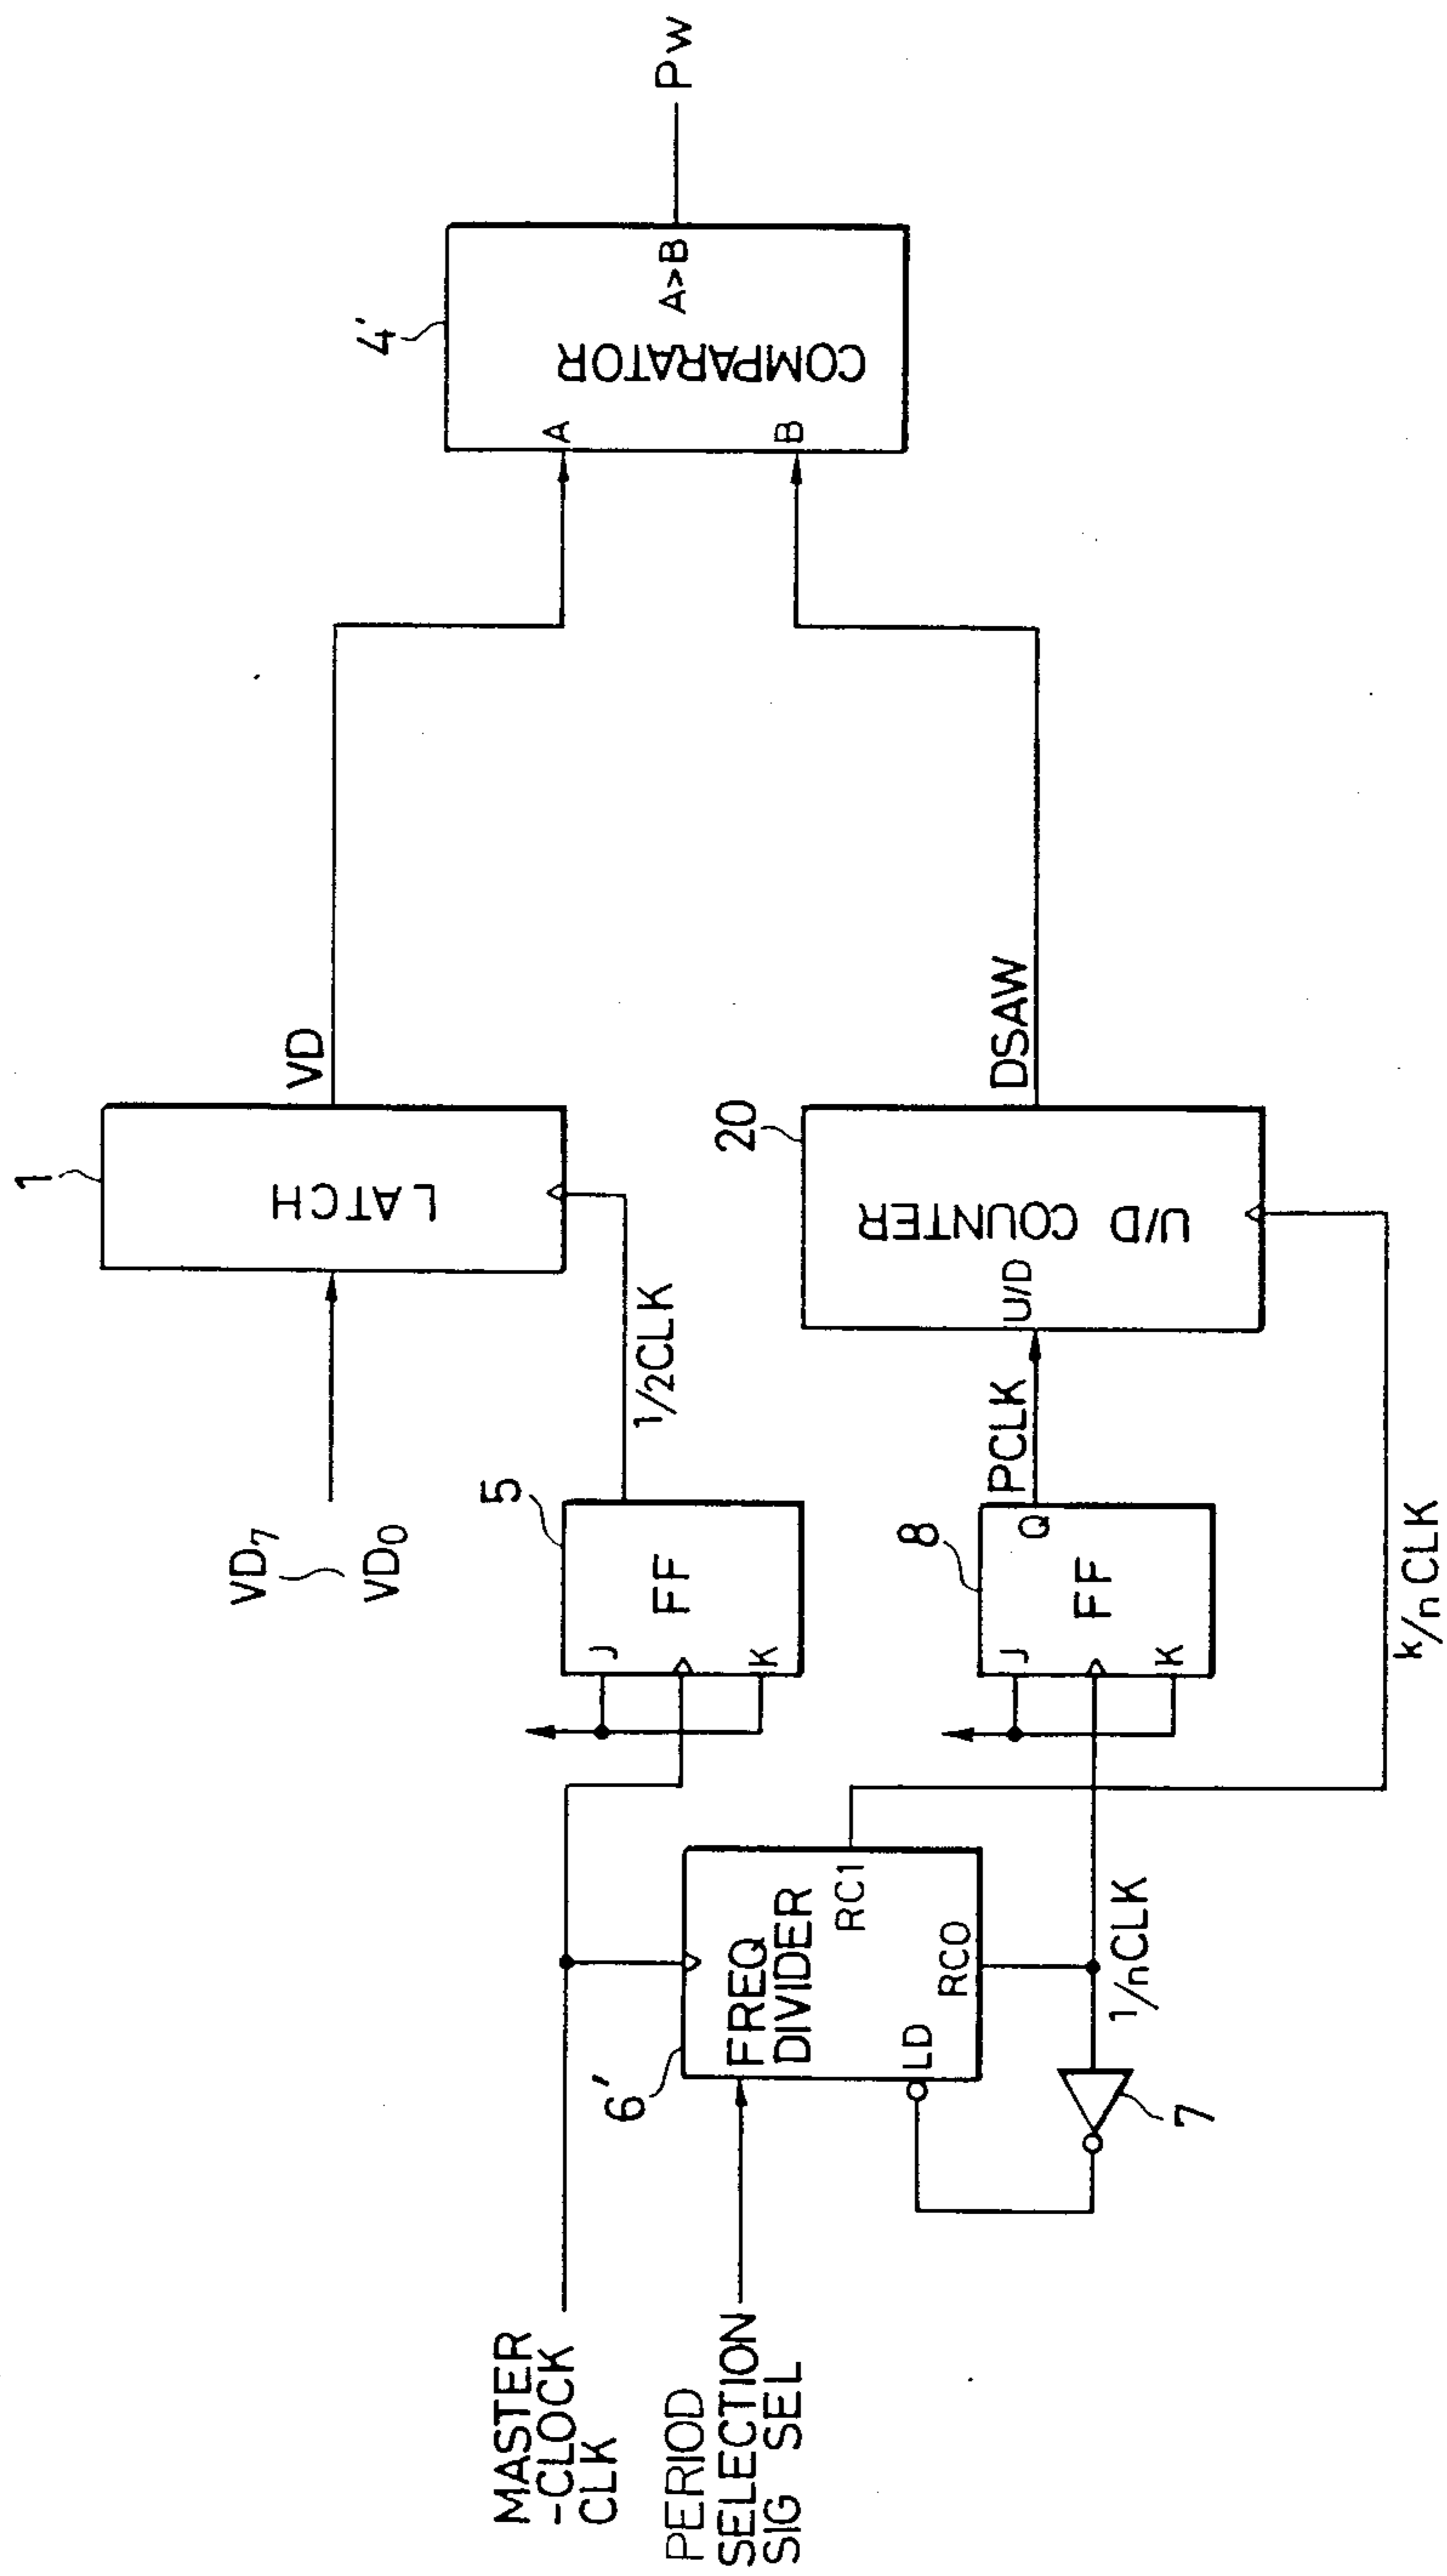 MASTER
-CLOCK
CLK
PERIOD
SELECTION
SIG SEL
6'
FREQ
DIVIDER
RC1
RCO
LD
7
1/nCLK
VD7
VD0
5
J
FF
K
1/2CLK
8
J
FF
K
Q
PCLK
k/nCLK
1
LATCH
VD
20
U/D
U/D COUNTER
DSAW
4'
A
B
COMPARATOR
A>B
PW